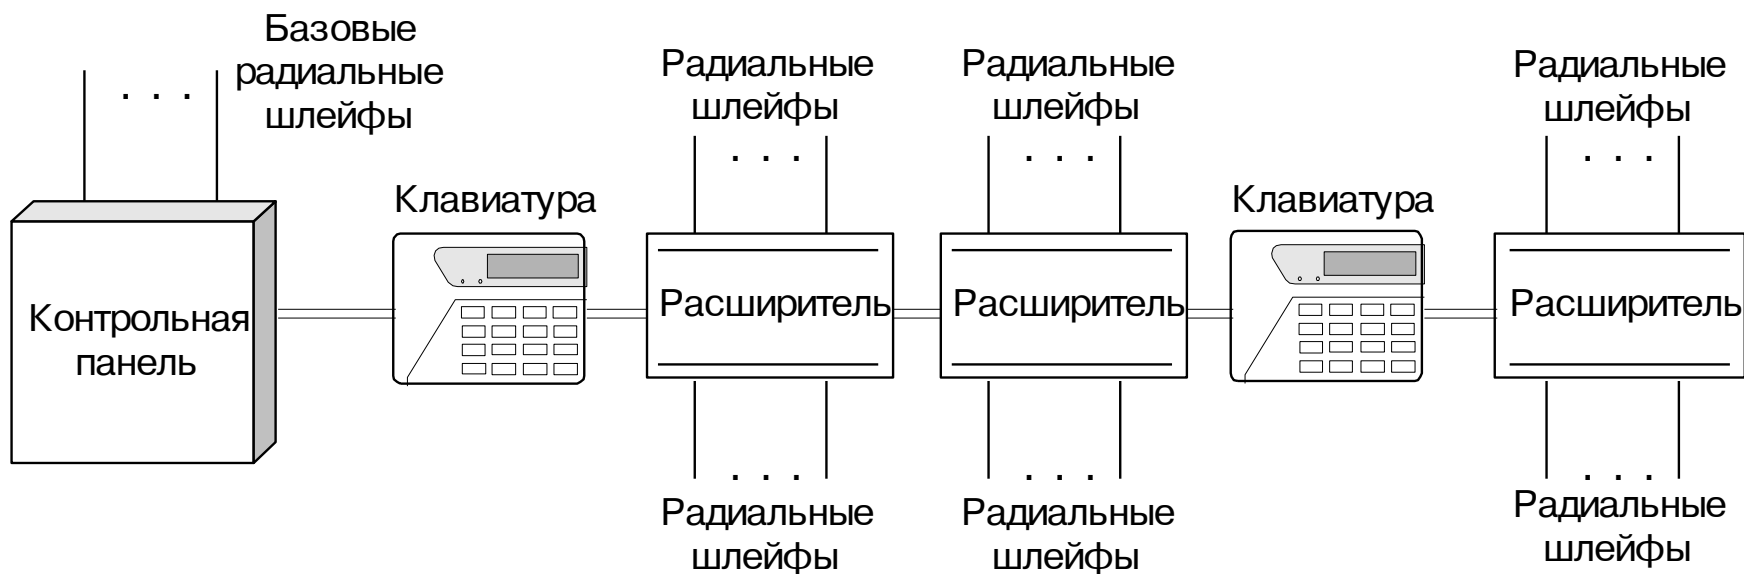 Базовые
радиальные
шлейфы
Радиальные
шлейфы
Радиальные
шлейфы
Радиальные
шлейфы
. . .
. . .
. . .
. . .
Клавиатура
Клавиатура
Контрольная
панель
Расширитель
Расширитель
Расширитель
. . .
. . .
. . .
Радиальные
шлейфы
Радиальные
шлейфы
Радиальные
шлейфы